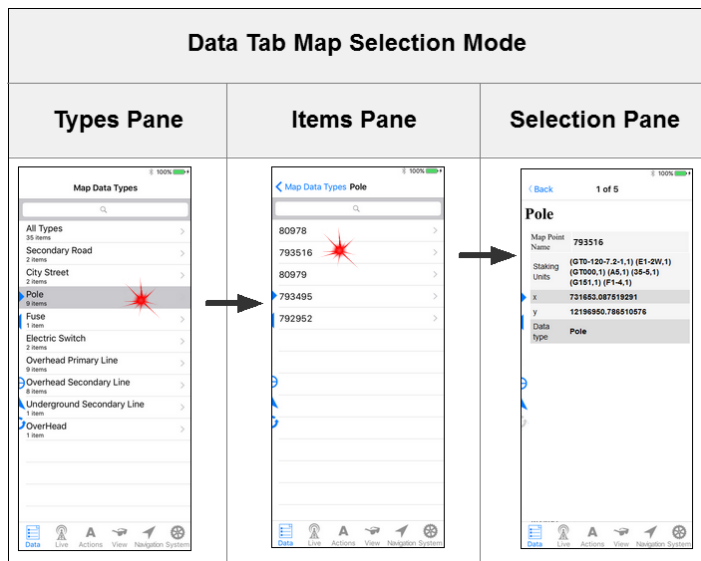 Data Tab Map Selection Mode
Types Pane
Items Pane
Selection Pane
100%
Map Data Types
All Types
35 items
Secondary Road
2 items
City Street
2 items
Pole
9 items
Fuse
1 item
Electric Switch
2 items
Overhead Primary Line
9 items
Overhead Secondary Line
8 items
Underground Secondary Line
1 item
OverHead
1 item
Data Live Actions View Navigation System
100%
Map Data Types Pole
80978
793516
80979
793495
792952
Data Live Actions View Navigation System
100%
Back 1 of 5
Pole
Map Point Name 793516
Staking Units (GT0-120-7.2-1,1) (E1-2W,1)
(GT000,1) (A5,1) (35-5,1)
(G151,1) (F1-4,1)
x 731653.087519291
y 12196950.786510576
Data type Pole
Data Live Actions View Navigation System